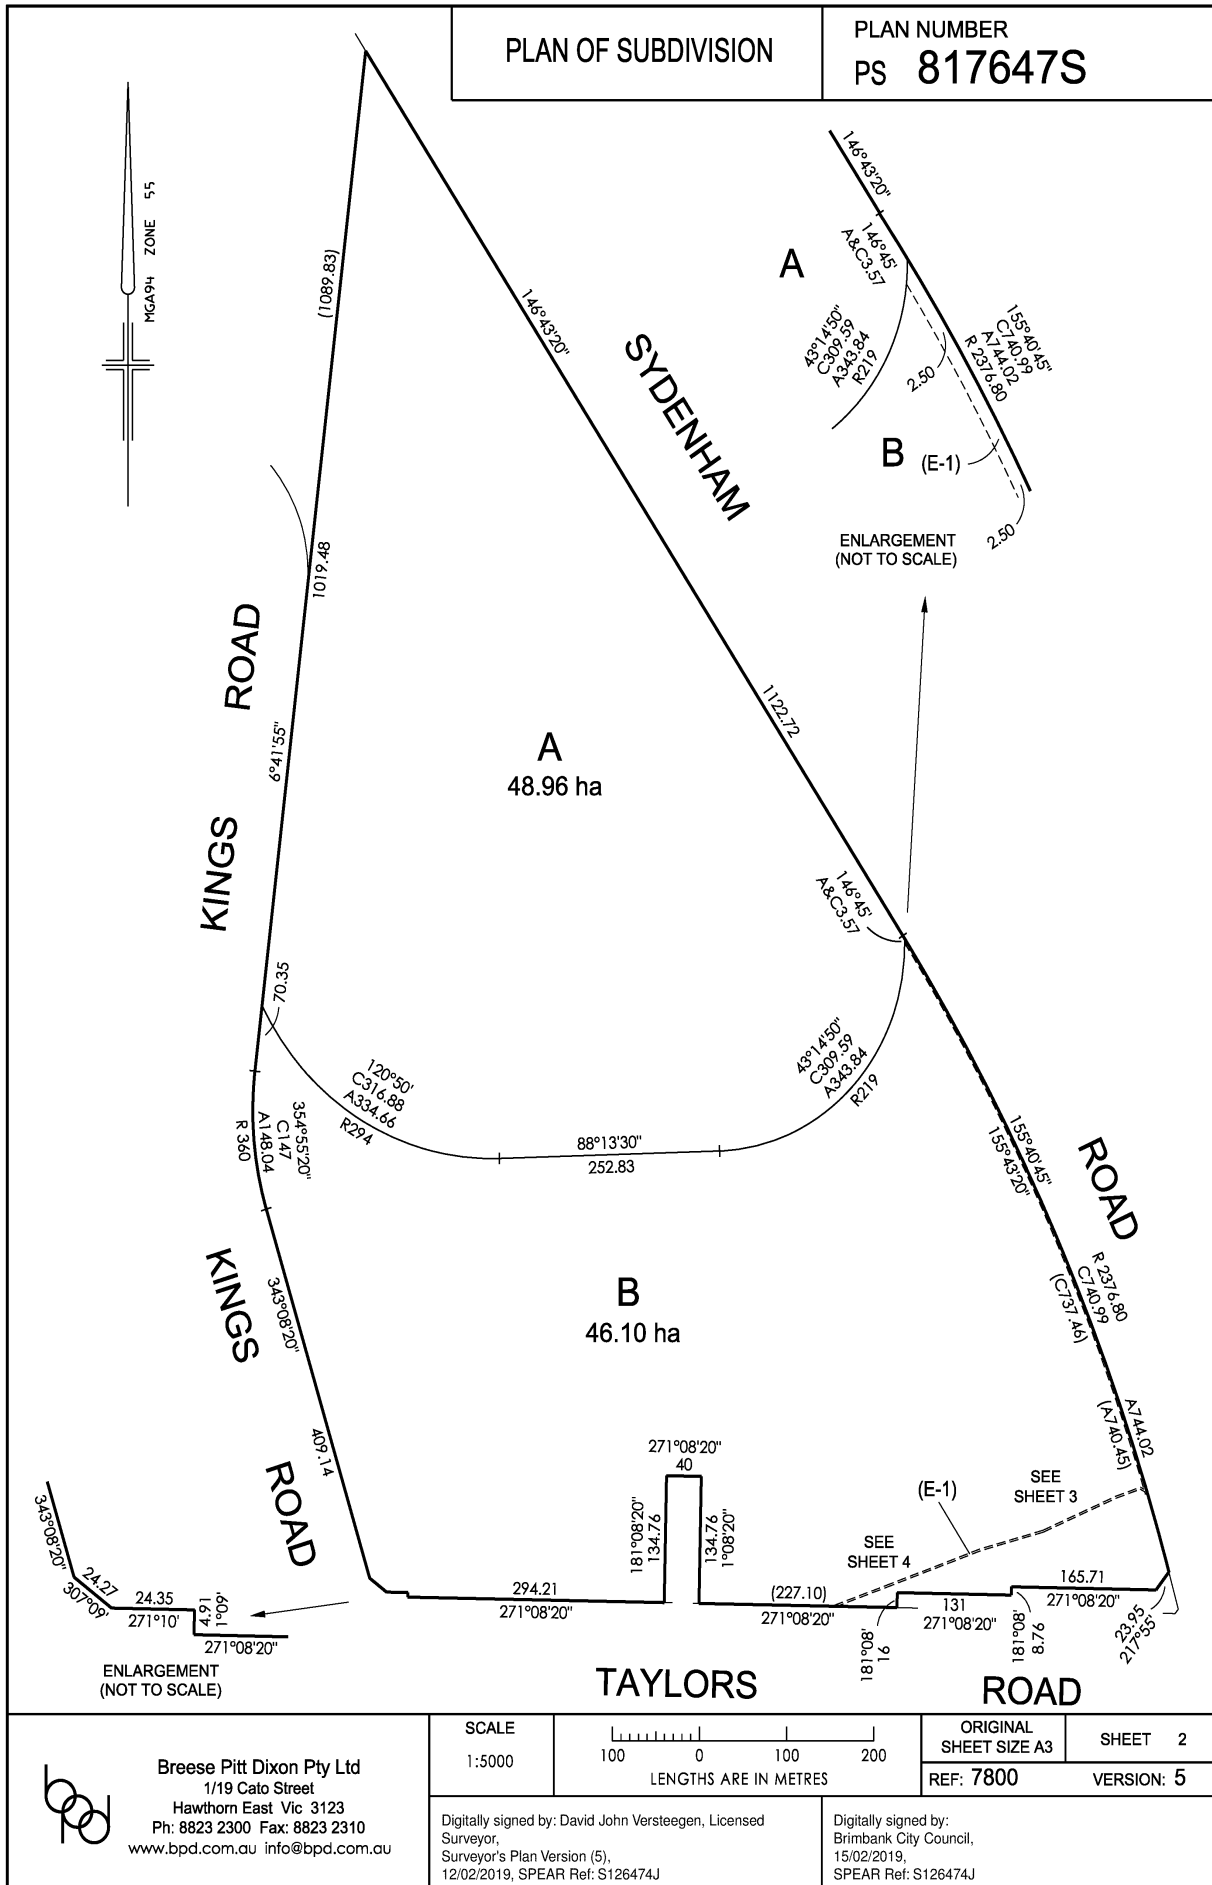 PLAN OF SUBDIVISION
PLAN NUMBER
PS 817647S
MGA94 ZONE 55
(1089.83)
146°43'20"
SYDENHAM
146°43'20"
146°45'
A&C3.57
A
43°14'50"
C309.59
A343.84
R219
2.50
155°40'45"
C740.99
A744.02
R 2376.80
B
(E-1)
2.50
ENLARGEMENT
(NOT TO SCALE)
1019.48
ROAD
6°41'55"
KINGS
1122.72
A
48.96 ha
146°45'
A&C3.57
70.35
120°50'
C316.88
A334.66
R294
43°14'50"
C309.59
A343.84
R219
354°55'20"
C147
A148.04
R 360
88°13'30"
252.83
155°40'45"
155°43'20"
ROAD
KINGS
343°08'20"
B
46.10 ha
R 2376.80
C740.99
(C737.46)
409.14
ROAD
A744.02
(A740.45)
271°08'20"
40
181°08'20"
134.76
134.76
1°08'20"
(E-1)
SEE
SHEET 3
SEE
SHEET 4
343°08'20"
24.27
307°09'
24.35
271°10'
4.91
1°09'
271°08'20"
ENLARGEMENT
(NOT TO SCALE)
294.21
271°08'20"
(227.10)
271°08'20"
181°08'
16
131
271°08'20"
181°08'
8.76
165.71
271°08'20"
23.95
217°55'
TAYLORS
ROAD
Breese Pitt Dixon Pty Ltd
1/19 Cato Street
Hawthorn East Vic 3123
Ph: 8823 2300 Fax: 8823 2310
www.bpd.com.au info@bpd.com.au
bpd
SCALE
1:5000
100 0 100 200
LENGTHS ARE IN METRES
ORIGINAL
SHEET SIZE A3
SHEET 2
REF: 7800
VERSION: 5
Digitally signed by: David John Versteegen, Licensed
Surveyor,
Surveyor's Plan Version (5),
12/02/2019, SPEAR Ref: S126474J
Digitally signed by:
Brimbank City Council,
15/02/2019,
SPEAR Ref: S126474J